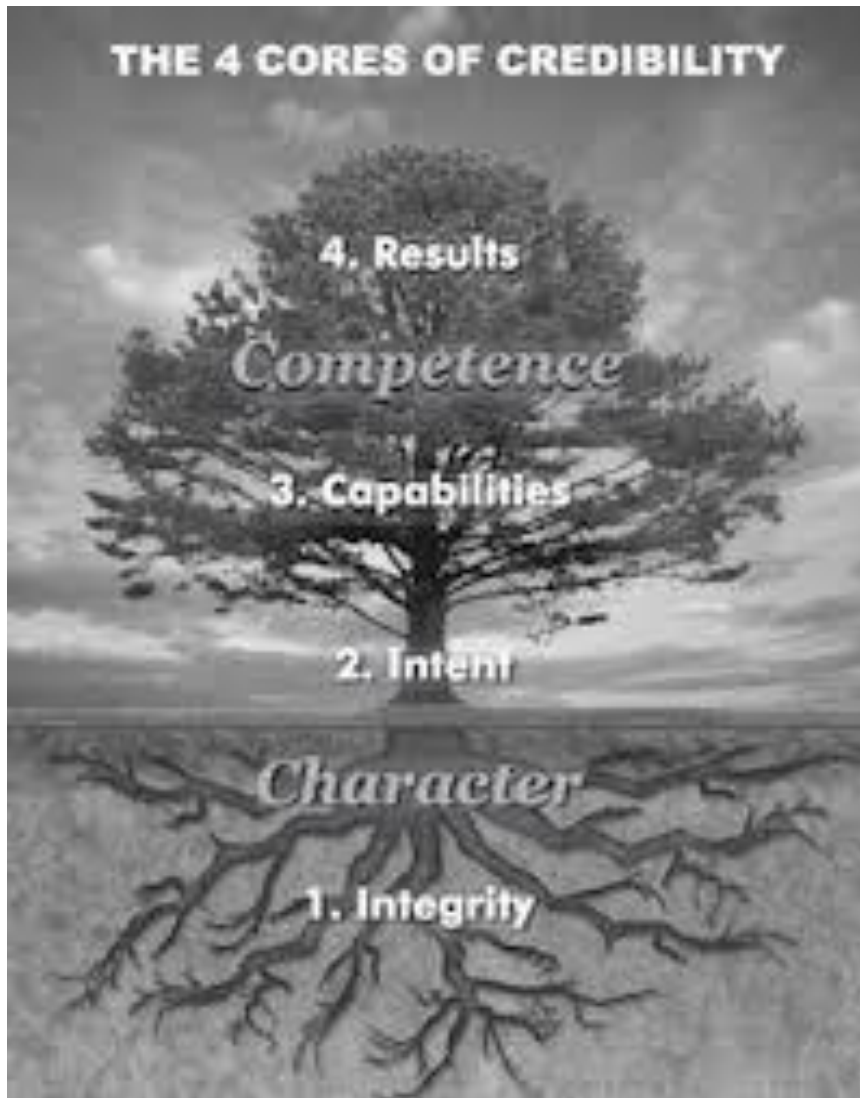 THE 4 CORES OF CREDIBILITY
4. Results
Competence
3. Capabilities
2. Intent
Character
1. Integrity